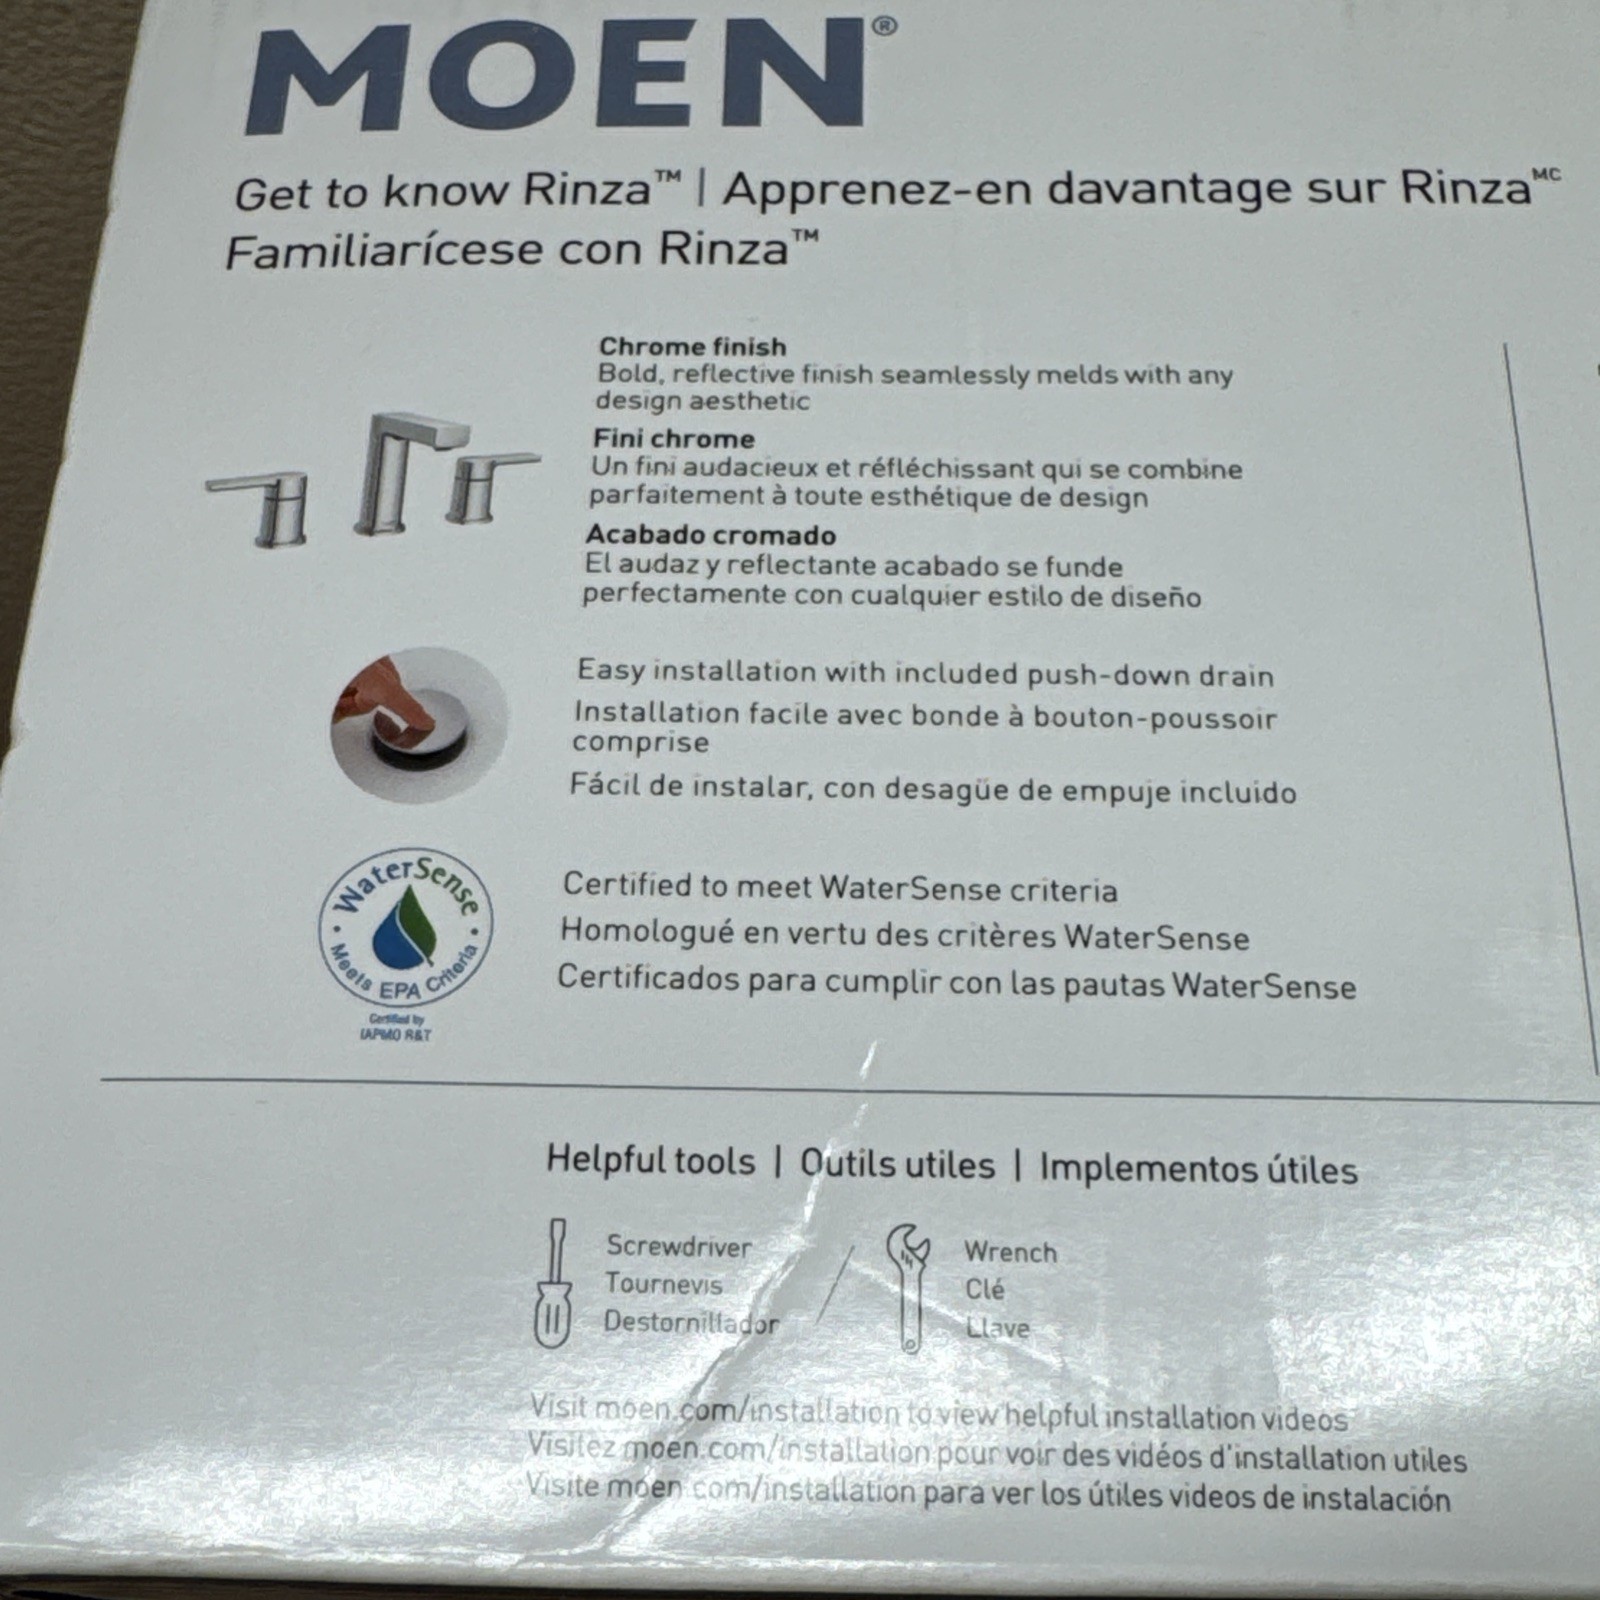 MOEN®
Get to know Rinza™ | Apprenez-en davantage sur Rinza MC
Familiarícese con Rinza™
Chrome finish
Bold, reflective finish seamlessly melds with any
design aesthetic
Fini chrome
Un fini audacieux et réfléchissant qui se combine
parfaitement à toute esthétique de design
Acabado cromado
El audaz y reflectante acabado se funde
perfectamente con cualquier estilo de diseño
Easy installation with included push-down drain
Installation facile avec bonde à bouton-poussoir
comprise
Fácil de instalar, con desagüe de empuje incluido
WaterSense
Meets EPA Criteria
Certified by
IAPMO R&T
Certified to meet WaterSense criteria
Homologué en vertu des critères WaterSense
Certificados para cumplir con las pautas WaterSense
Helpful tools | Outils utiles | Implementos útiles
Screwdriver
Tournevis
Destornillador
/
Wrench
Clé
Llave
Visit moen.com/installation to view helpful installation videos
Visitez moen.com/installation pour voir des vidéos d'installation utiles
Visite moen.com/installation para ver los útiles videos de instalación